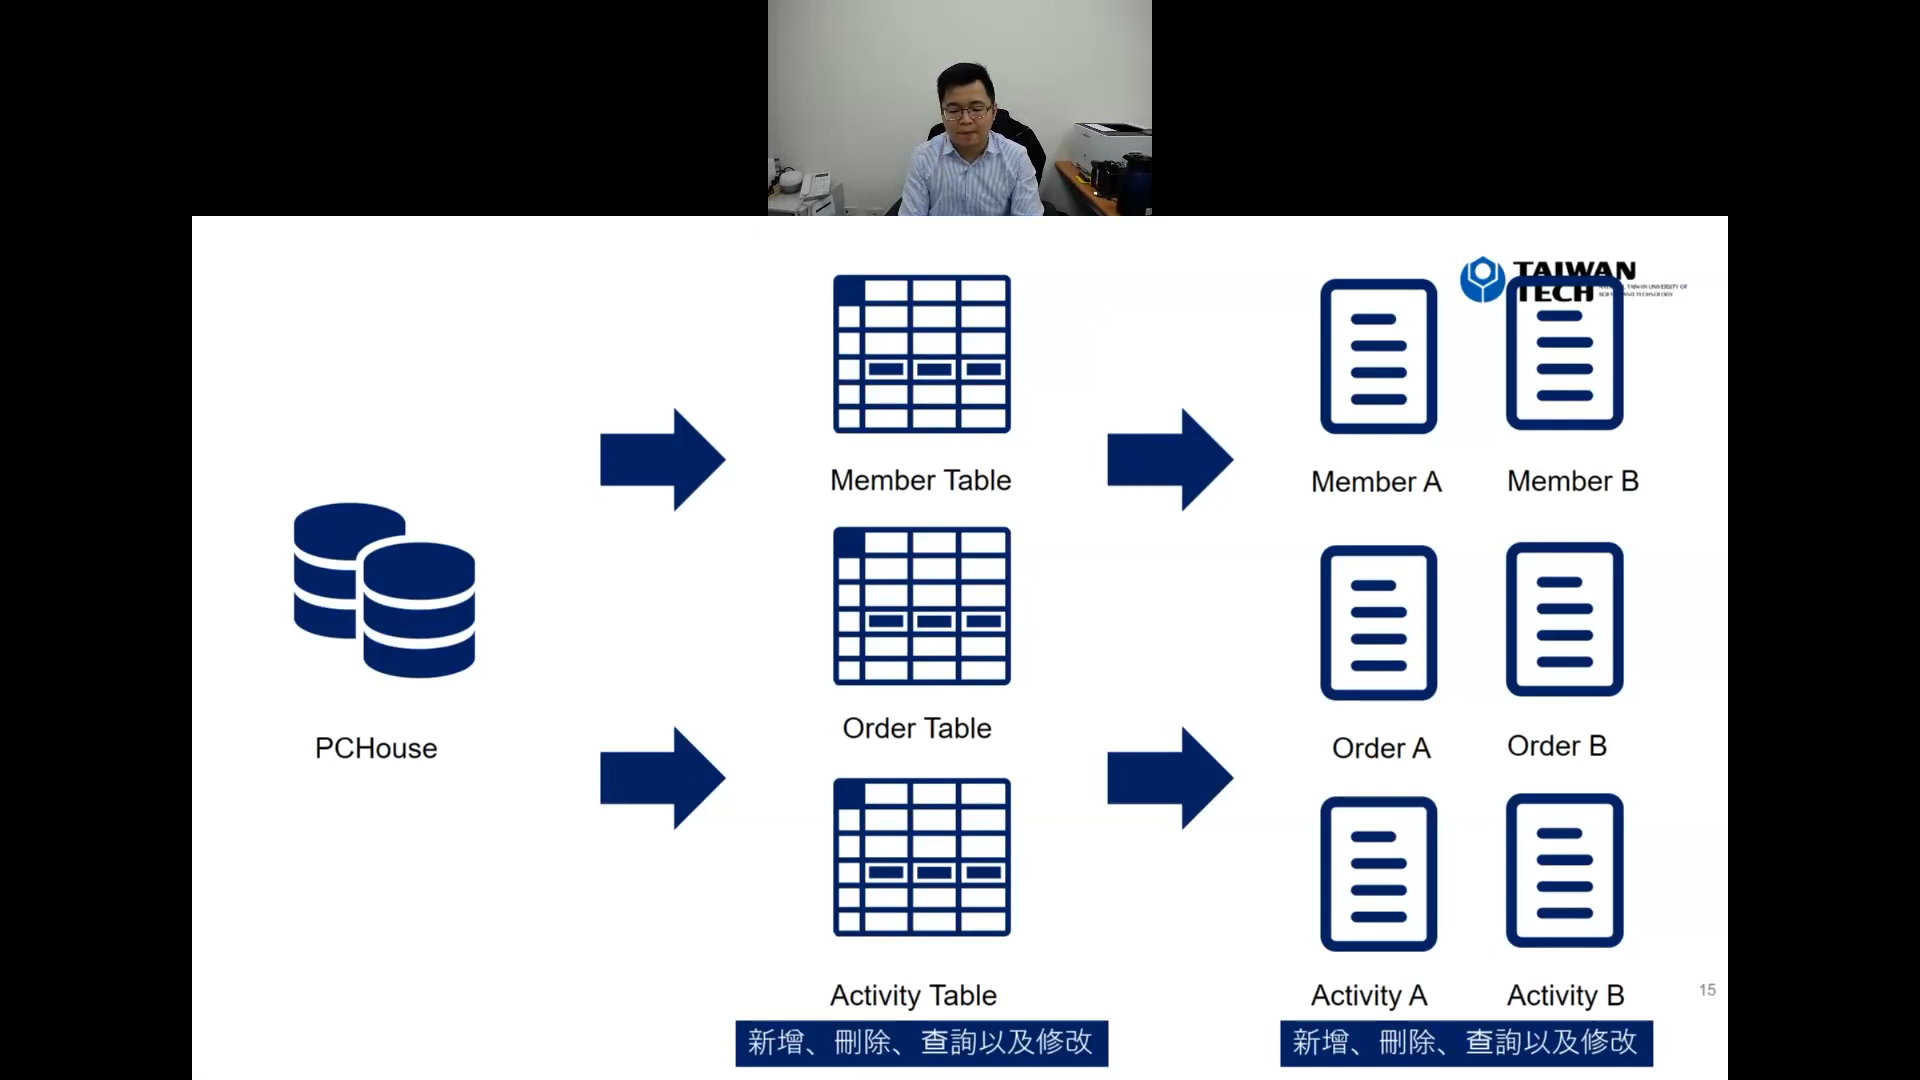 TAIWAN
TECH
TAIWAN UNIVERSITY OF
AND TECHNOLOGY
Member Table
Member A
Member B
Order Table
PCHouse
Order A
Order B
Activity Table
Activity A
Activity B
15
新增、刪除、查詢以及修改
新增、刪除、查詢以及修改